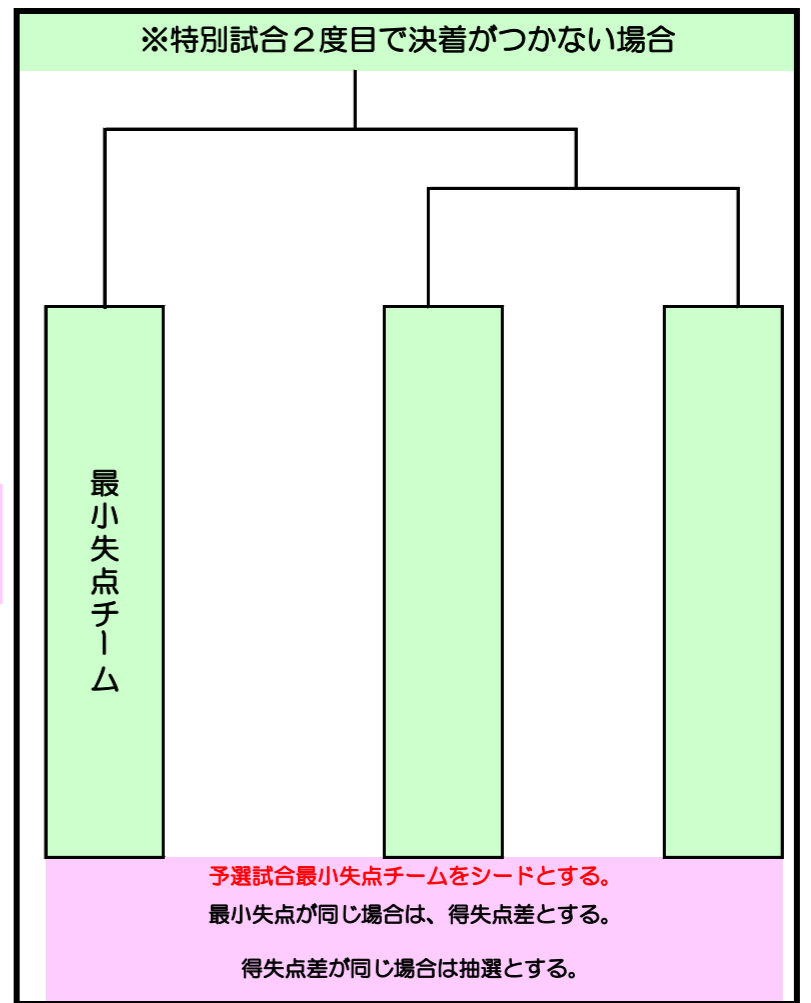 ※特別試合２度目で決着がつかない場合
最小失点チーム
予選試合最小失点チームをシードとする。
最小失点が同じ場合は、得失点差とする。
得失点差が同じ場合は抽選とする。